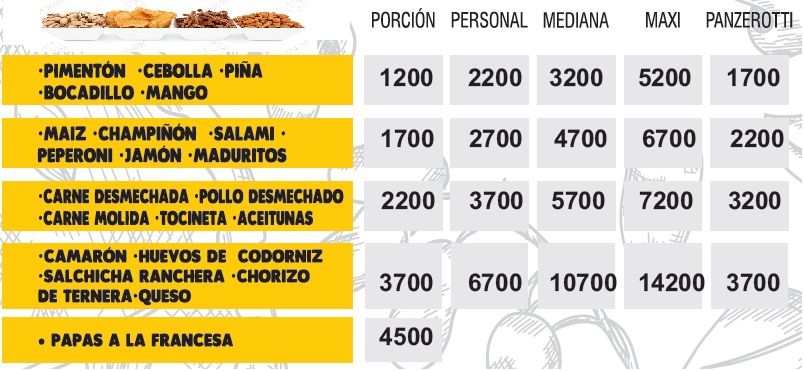 PORCIÓN PERSONAL MEDIANA MAXI PANZEROTTI
·PIMENTÓN ·CEBOLLA ·PIÑA
·BOCADILLO ·MANGO
1200 2200 3200 5200 1700
·MAIZ ·CHAMPIÑÓN ·SALAMI ·
PEPERONI ·JAMÓN ·MADURITOS
1700 2700 4700 6700 2200
·CARNE DESMECHADA ·POLLO DESMECHADO
·CARNE MOLIDA ·TOCINETA ·ACEITUNAS
2200 3700 5700 7200 3200
·CAMARÓN ·HUEVOS DE CODORNIZ
·SALCHICHA RANCHERA ·CHORIZO
DE TERNERA·QUESO
3700 6700 10700 14200 3700
• PAPAS A LA FRANCESA
4500